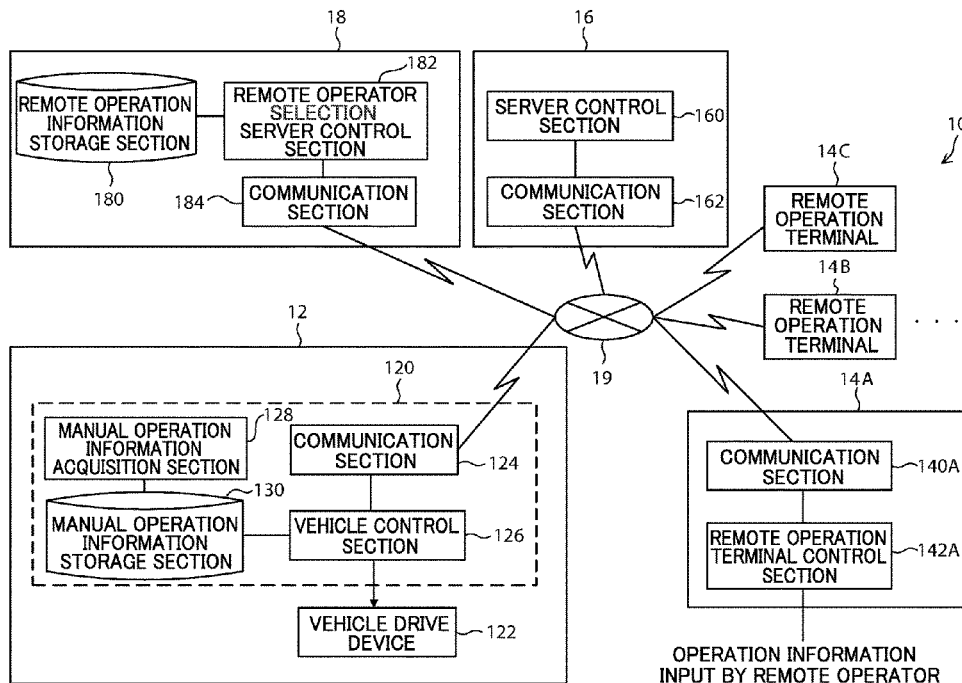 18
16
182
REMOTE OPERATION
INFORMATION
STORAGE SECTION
REMOTE OPERATOR
SELECTION
SERVER CONTROL
SECTION
180
184
COMMUNICATION
SECTION
SERVER CONTROL
SECTION
160
COMMUNICATION
SECTION
162
10
14C
REMOTE
OPERATION
TERMINAL
14B
REMOTE
OPERATION
TERMINAL
. . .
19
12
120
128
MANUAL OPERATION
INFORMATION
ACQUISITION SECTION
COMMUNICATION
SECTION
124
130
MANUAL OPERATION
INFORMATION
STORAGE SECTION
VEHICLE CONTROL
SECTION
126
VEHICLE DRIVE
DEVICE
122
14A
COMMUNICATION
SECTION
140A
REMOTE OPERATION
TERMINAL CONTROL
SECTION
142A
OPERATION INFORMATION
INPUT BY REMOTE OPERATOR